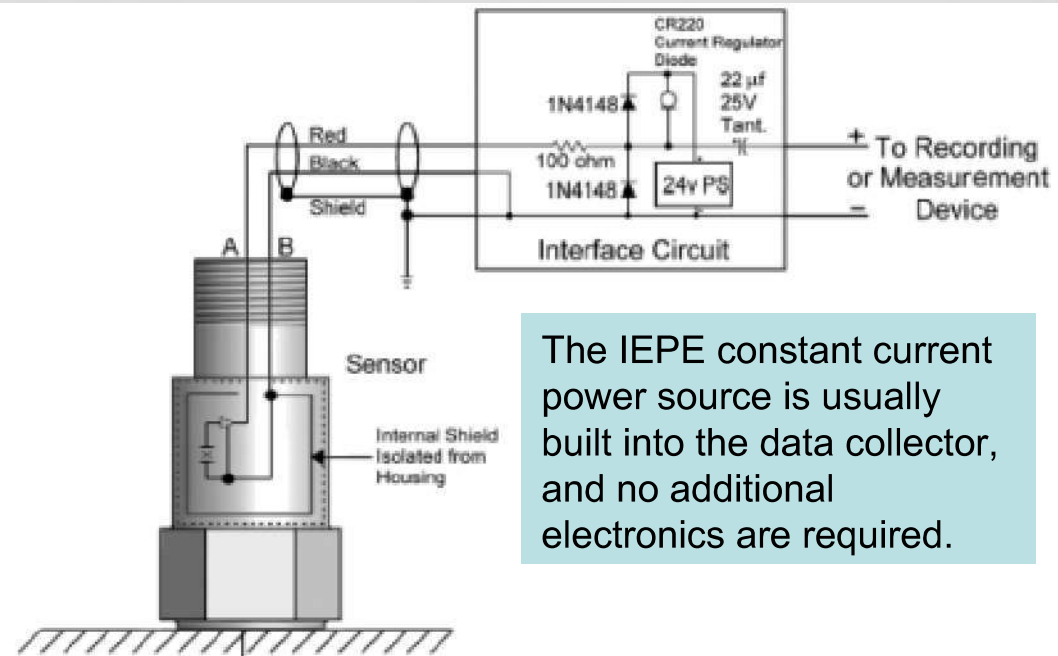 CR220
Current Regulator
Diode
22 µf
25V
Tant.
1N4148
Red
100 ohm
Black
1N4148
24v PS
Shield
+
To Recording
or Measurement
−
Device
A
B
Interface Circuit
Sensor
Internal Shield
Isolated from
Housing
The IEPE constant current
power source is usually
built into the data collector,
and no additional
electronics are required.